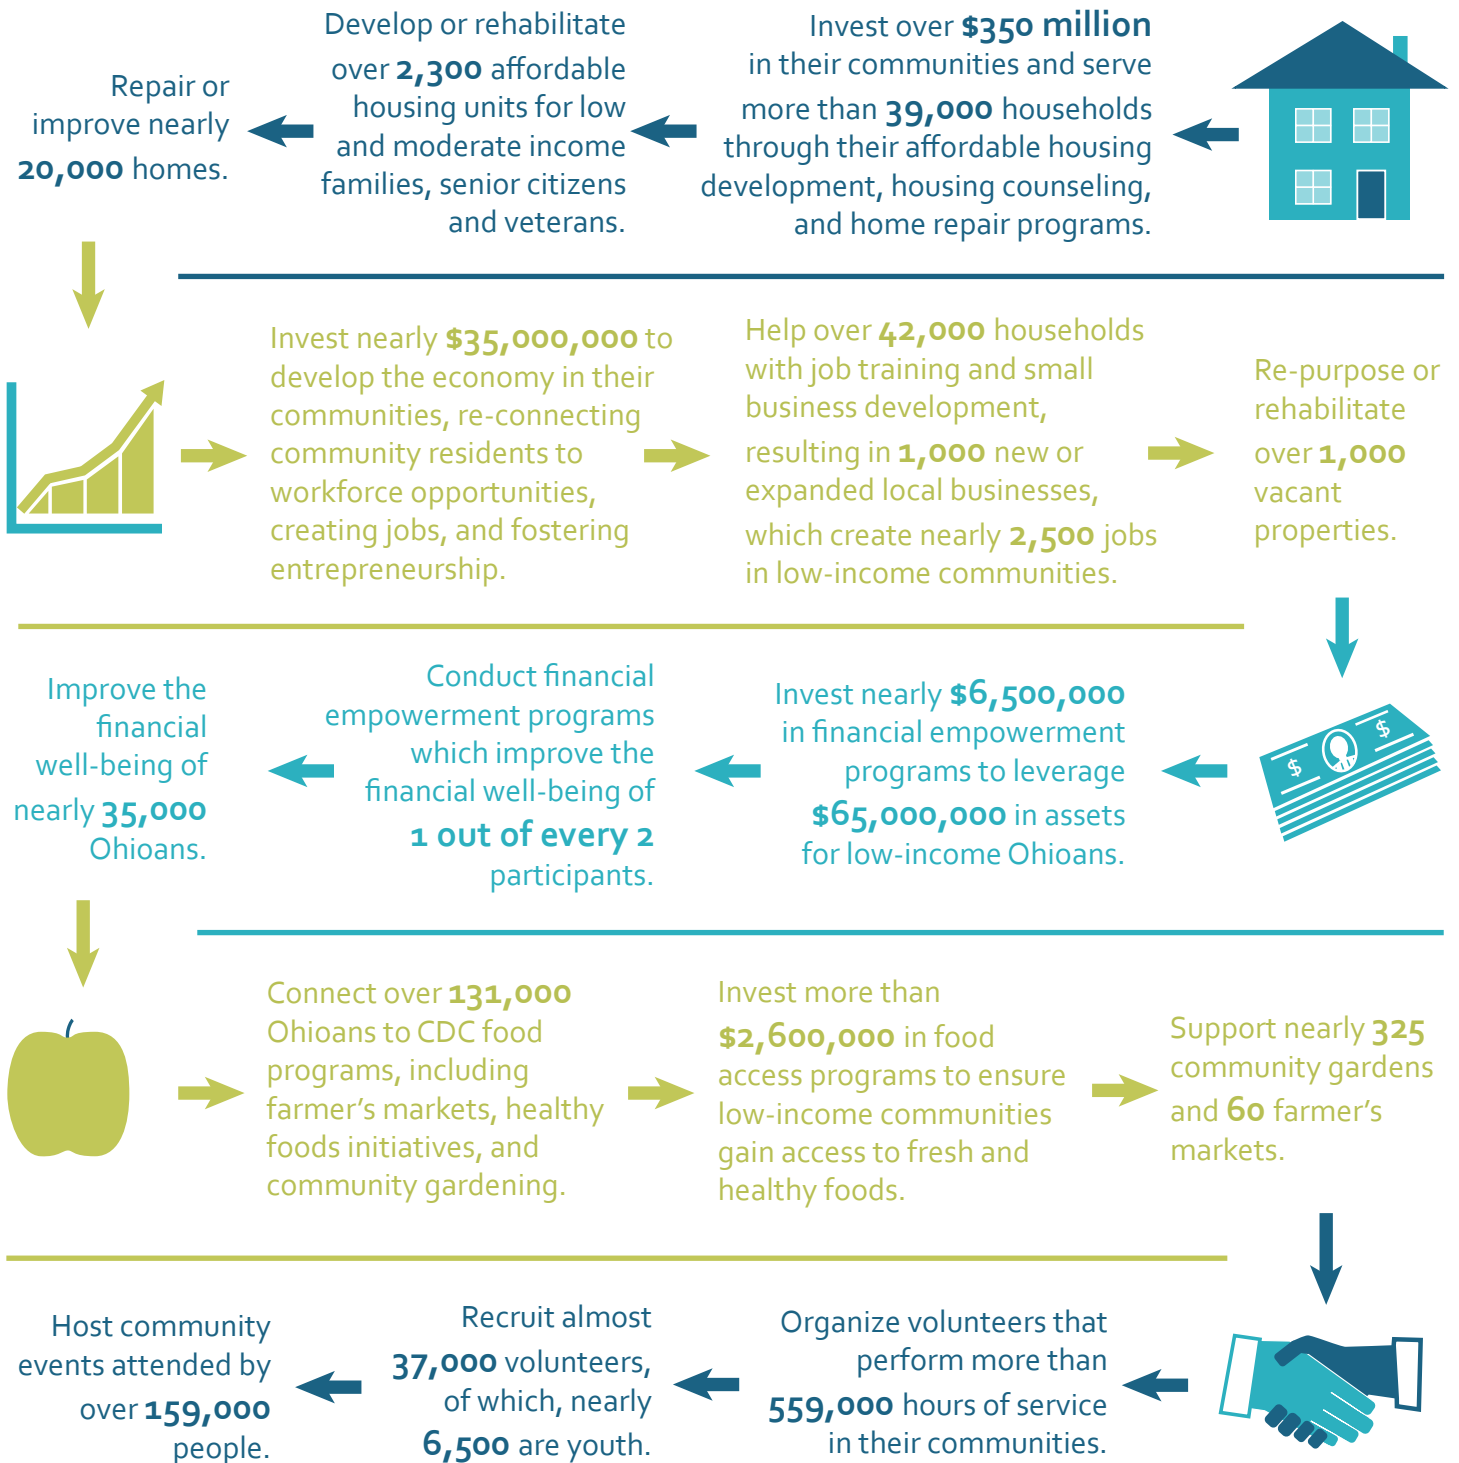 Invest over $350 million
in their communities and serve
more than 39,000 households
through their affordable housing
development, housing counseling,
and home repair programs.
Develop or rehabilitate
over 2,300 affordable
housing units for low
and moderate income
families, senior citizens
and veterans.
Repair or
improve nearly
20,000 homes.
Invest nearly $35,000,000 to
develop the economy in their
communities, re-connecting
community residents to
workforce opportunities,
creating jobs, and fostering
entrepreneurship.
Help over 42,000 households
with job training and small
business development,
resulting in 1,000 new or
expanded local businesses,
which create nearly 2,500 jobs
in low-income communities.
Re-purpose or
rehabilitate
over 1,000
vacant
properties.
$
$
Invest nearly $6,500,000
in financial empowerment
programs to leverage
$65,000,000 in assets
for low-income Ohioans.
Conduct financial
empowerment programs
which improve the
financial well-being of
1 out of every 2
participants.
Improve the
financial
well-being of
nearly 35,000
Ohioans.
Connect over 131,000
Ohioans to CDC food
programs, including
farmer's markets, healthy
foods initiatives, and
community gardening.
Invest more than
$2,600,000 in food
access programs to ensure
low-income communities
gain access to fresh and
healthy foods.
Support nearly 325
community gardens
and 60 farmer's
markets.
Organize volunteers that
perform more than
559,000 hours of service
in their communities.
Recruit almost
37,000 volunteers,
of which, nearly
6,500 are youth.
Host community
events attended by
over 159,000
people.